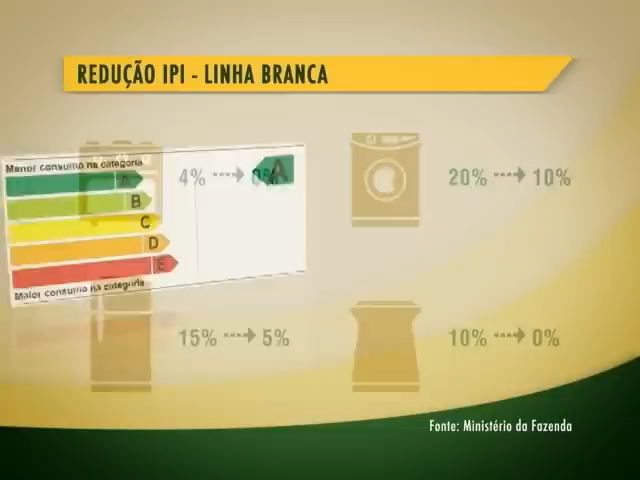 REDUÇÃO IPI - LINHA BRANCA
Menor consumo na categoria
A
B
C
D
E
Maior consumo na categoria
A
4% 0%
20% 10%
15% 5%
10% 0%
Fonte: Ministério da Fazenda